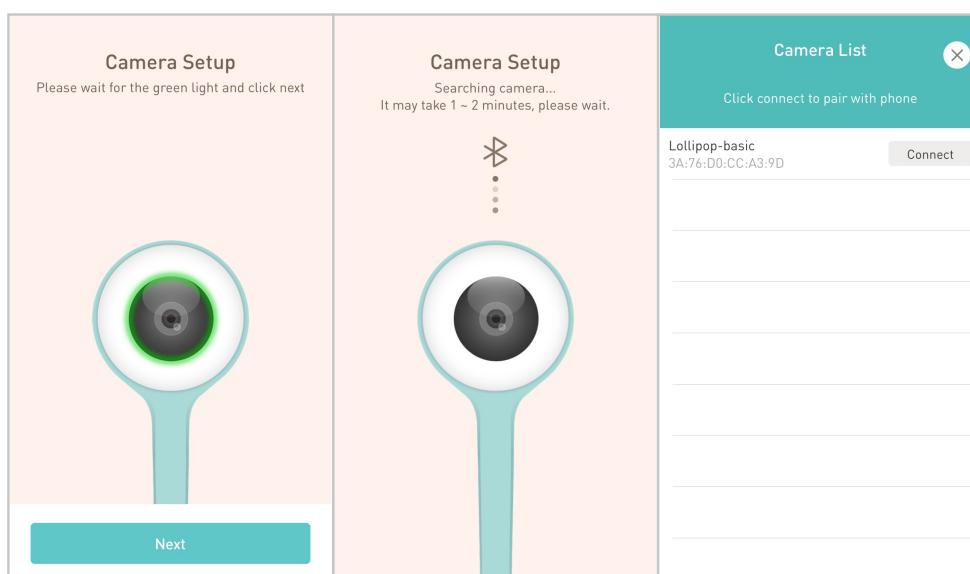 Camera Setup
Please wait for the green light and click next
Next
Camera Setup
Searching camera...
It may take 1 ~ 2 minutes, please wait.
Camera List
Click connect to pair with phone
Lollipop-basic
3A:76:D0:CC:A3:9D
Connect